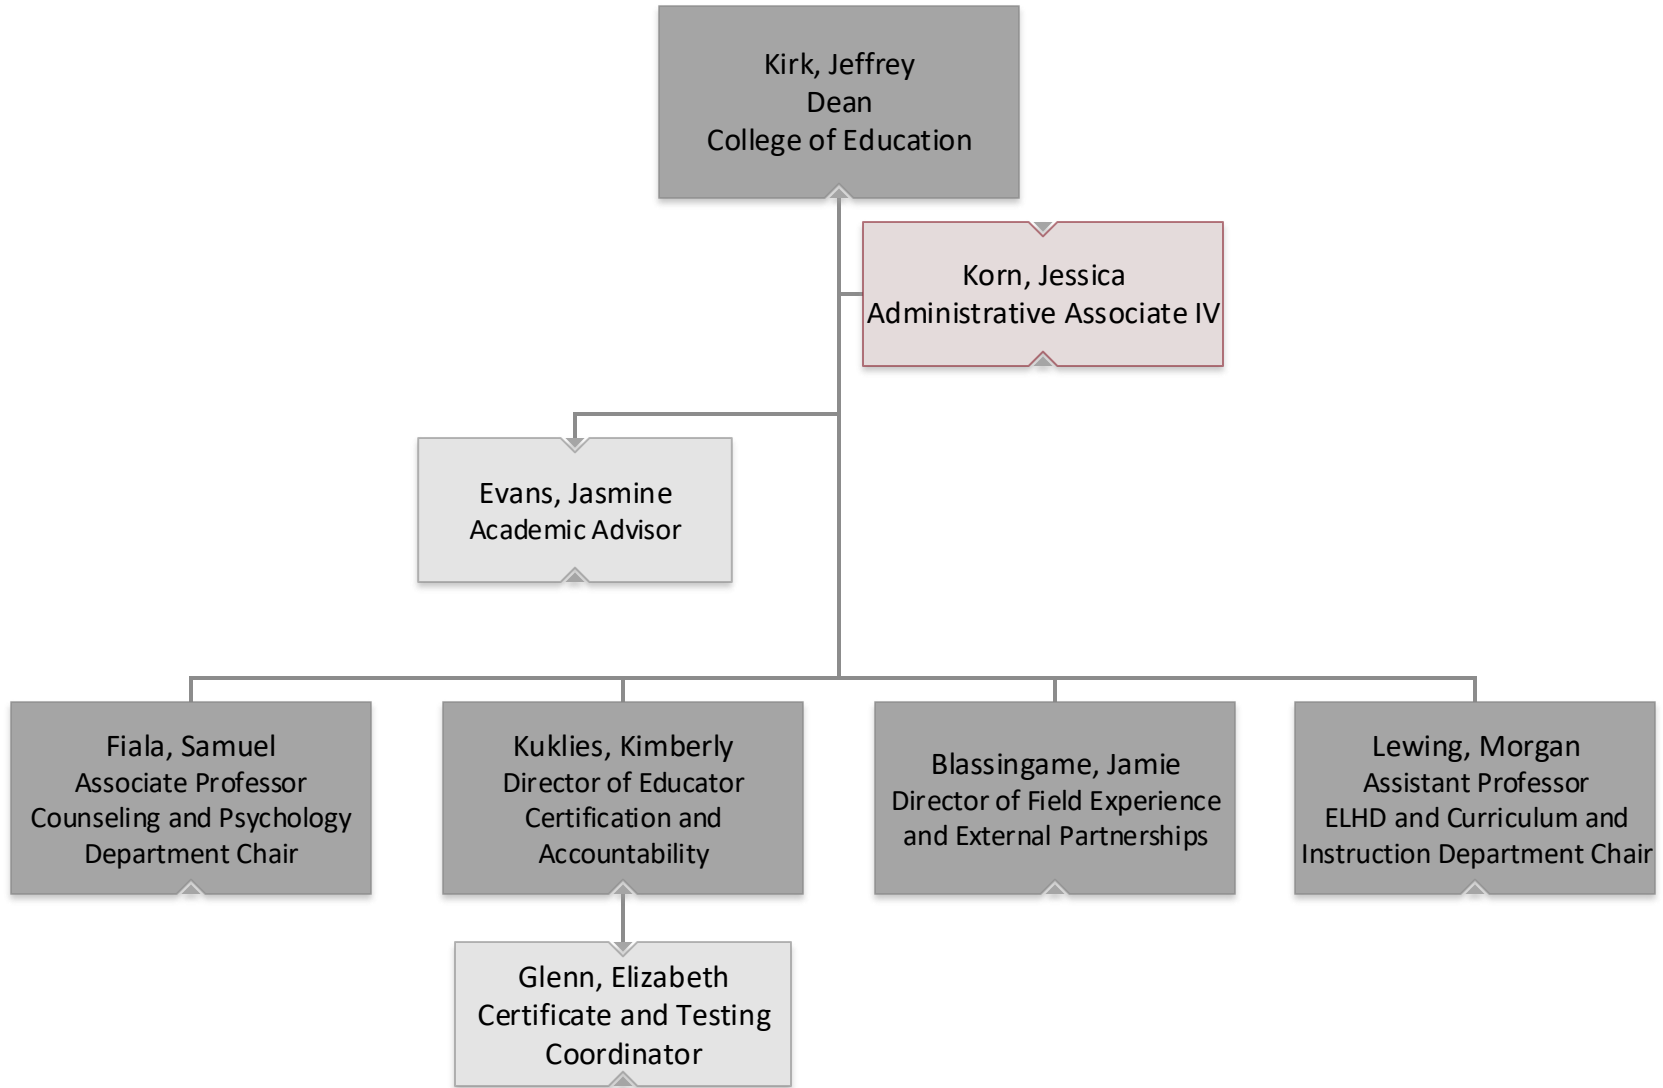 Kirk, Jeffrey
Dean
College of Education
Korn, Jessica
Administrative Associate IV
Evans, Jasmine
Academic Advisor
Fiala, Samuel
Associate Professor
Counseling and Psychology
Department Chair
Kuklies, Kimberly
Director of Educator
Certification and
Accountability
Blassingame, Jamie
Director of Field Experience
and External Partnerships
Lewing, Morgan
Assistant Professor
ELHD and Curriculum and
Instruction Department Chair
Glenn, Elizabeth
Certificate and Testing
Coordinator